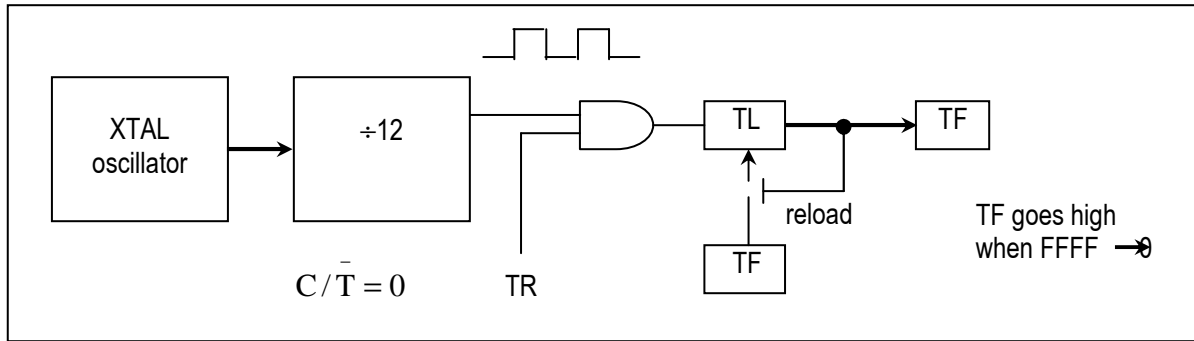 XTAL
oscillator
÷12
TL
TF
reload
TF
TF goes high
when FFFF → 0
C / T̅ = 0
TR